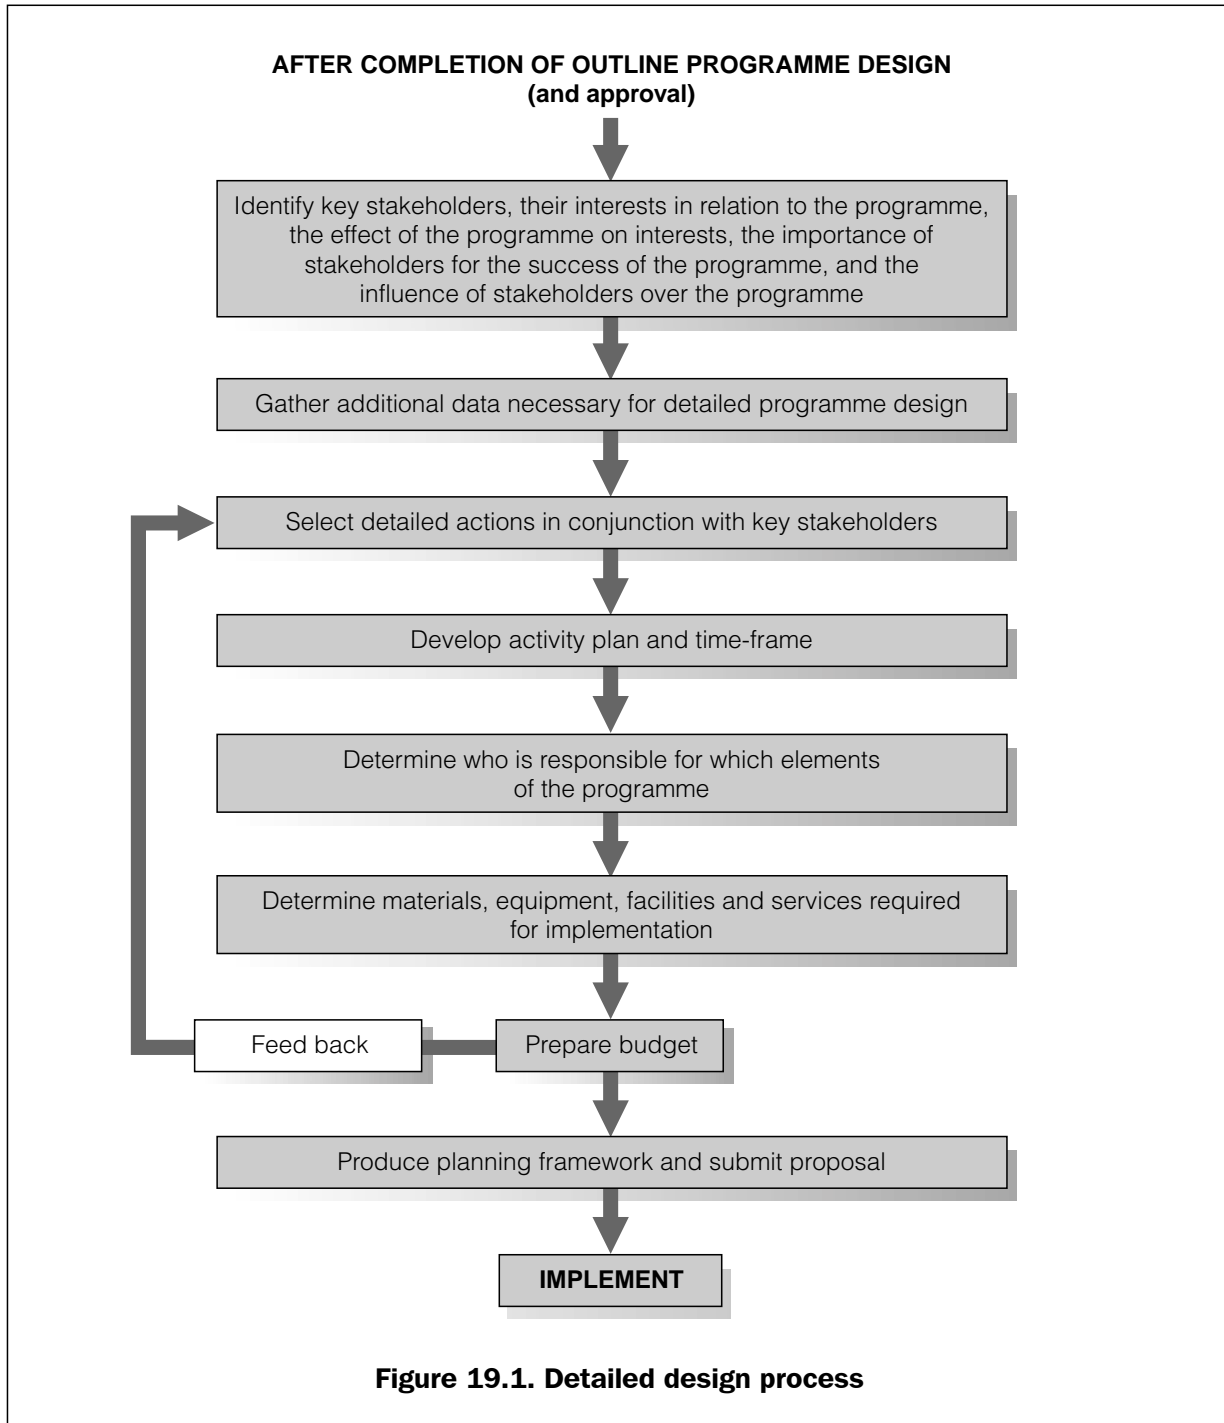 AFTER COMPLETION OF OUTLINE PROGRAMME DESIGN
(and approval)
Identify key stakeholders, their interests in relation to the programme,
the effect of the programme on interests, the importance of
stakeholders for the success of the programme, and the
influence of stakeholders over the programme
Gather additional data necessary for detailed programme design
Select detailed actions in conjunction with key stakeholders
Develop activity plan and time-frame
Determine who is responsible for which elements
of the programme
Determine materials, equipment, facilities and services required
for implementation
Feed back
Prepare budget
Produce planning framework and submit proposal
IMPLEMENT
Figure 19.1. Detailed design process